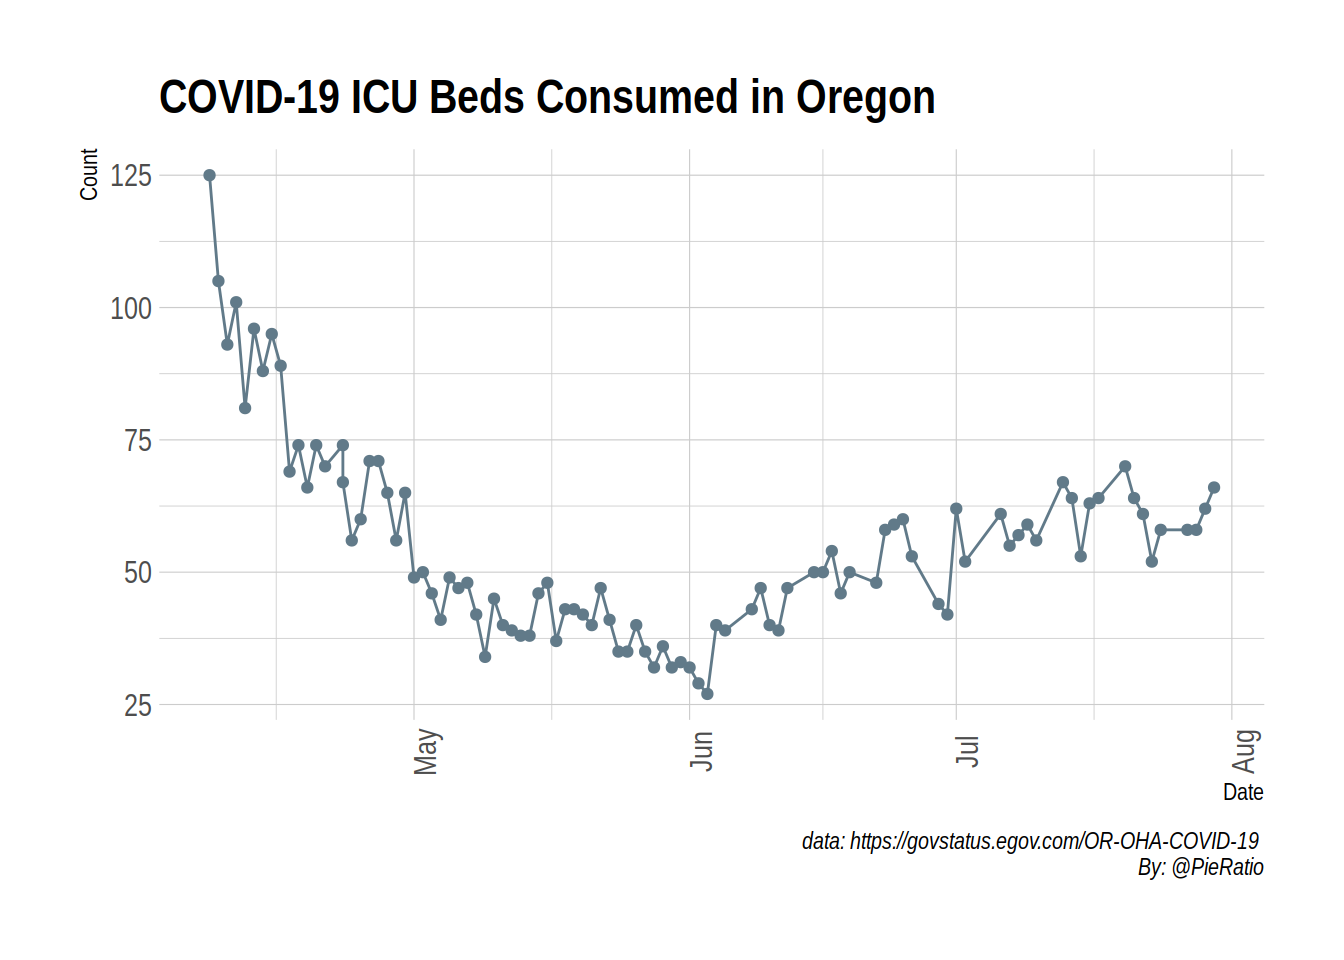 COVID-19 ICU Beds Consumed in Oregon
Count
125
100
75
50
25
May
Jun
Jul
Aug
Date
data: https://govstatus.egov.com/OR-OHA-COVID-19
By: @PieRatio